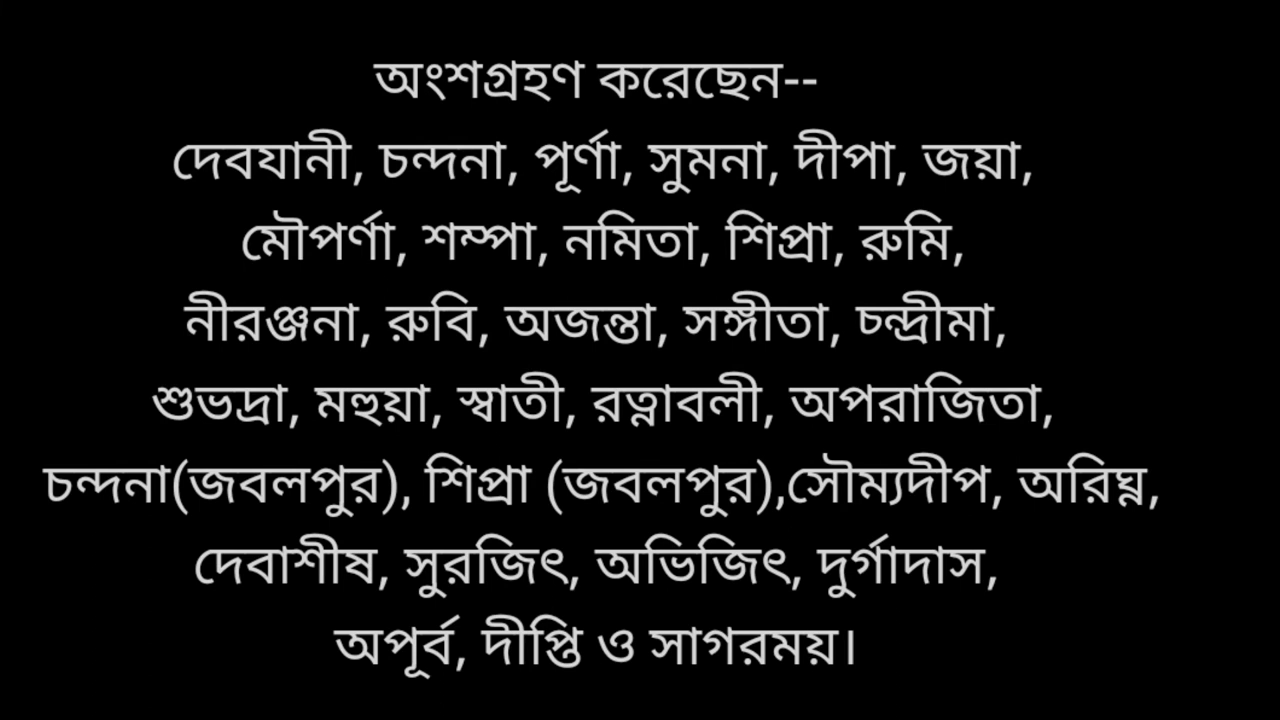 অংশগ্রহণ করেছেন--
দেবযানী, চন্দনা, পূর্ণা, সুমনা, দীপা, জয়া,
মৌপর্ণা, শম্পা, নমিতা, শিপ্রা, রুমি,
নীরঞ্জনা, রুবি, অজন্তা, সঙ্গীতা, চন্দ্রীমা,
শুভদ্রা, মহুয়া, স্বাতী, রত্নাবলী, অপরাজিতা,
চন্দনা(জবলপুর), শিপ্রা (জবলপুর),সৌম্যদীপ, অরিঘ্ন,
দেবাশীষ, সুরজিৎ, অভিজিৎ, দুর্গাদাস,
অপূর্ব, দীপ্তি ও সাগরময়।